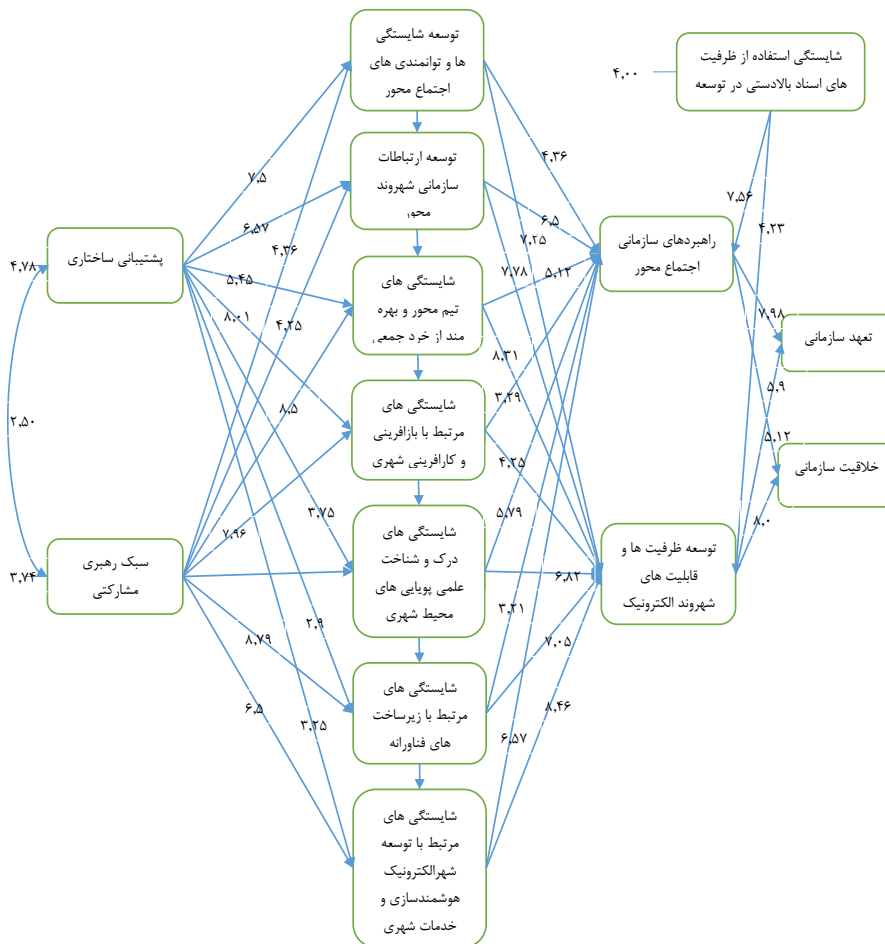 توسعه شایستگی
ها و توانمندی های
اجتماع محور
شایستگی استفاده از ظرفیت
های اسناد بالادستی در توسعه
۴,۰۰
توسعه ارتباطات
سازمانی شهروند
محور
۴,۳۶
۷,۵
۶,۵۷
۶,۵
۷,۵۶
۴,۲۳
پشتیبانی ساختاری
۴,۷۸
۴,۳۶
۷,۲۵
راهبردهای سازمانی
اجتماع محور
۵,۴۵
شایستگی های
تیم محور و بهره
مند از خرد جمعی
۷,۷۸
۵,۱۲
۸,۰۱
۴,۲۵
۷,۹۸
تعهد سازمانی
۸,۳۱
۳,۲۹
۵,۹
۲,۵۰
۸,۵
شایستگی های
مرتبط با بازافرینی
و کارافرینی شهری
۴,۲۵
۵,۱۲
خلاقیت سازمانی
۳,۷۵
۵,۷۹
۸,۰
۷,۹۶
شایستگی های
درک و شناخت
علمی پویایی های
محیط شهری
توسعه ظرفیت ها و
قابلیت های
شهروند الکترونیک
سبک رهبری
مشارکتی
۳,۷۴
۶,۸۲
۲,۹
۳,۲۱
۸,۷۹
۷,۰۵
شایستگی های
مرتبط با زیرساخت
های فناورانه
۶,۵
۳,۲۵
۸,۴۶
۶,۵۷
شایستگی های
مرتبط با توسعه
شهرالکترونیک
هوشمندسازی و
خدمات شهری